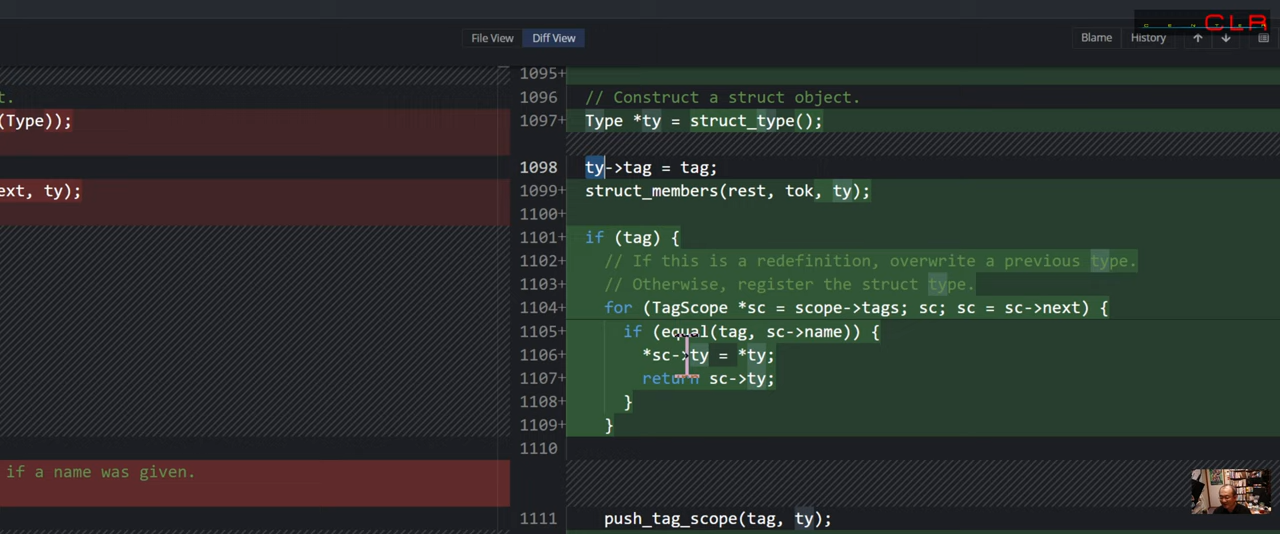 CLR
File View Diff View Blame History
1095+
t. 1096 // Construct a struct object.
(Type)); 1097+ Type *ty = struct_type();
1098 ty->tag = tag;
ext, ty); 1099+ struct_members(rest, tok, ty);
1100+
1101+ if (tag) {
1102+ // If this is a redefinition, overwrite a previous type.
1103+ // Otherwise, register the struct type.
1104+ for (TagScope *sc = scope->tags; sc; sc = sc->next) {
1105+ if (equal(tag, sc->name)) {
1106+ *sc->ty = *ty;
1107+ return sc->ty;
1108+ }
1109+ }
1110
if a name was given.
1111 push_tag_scope(tag, ty);